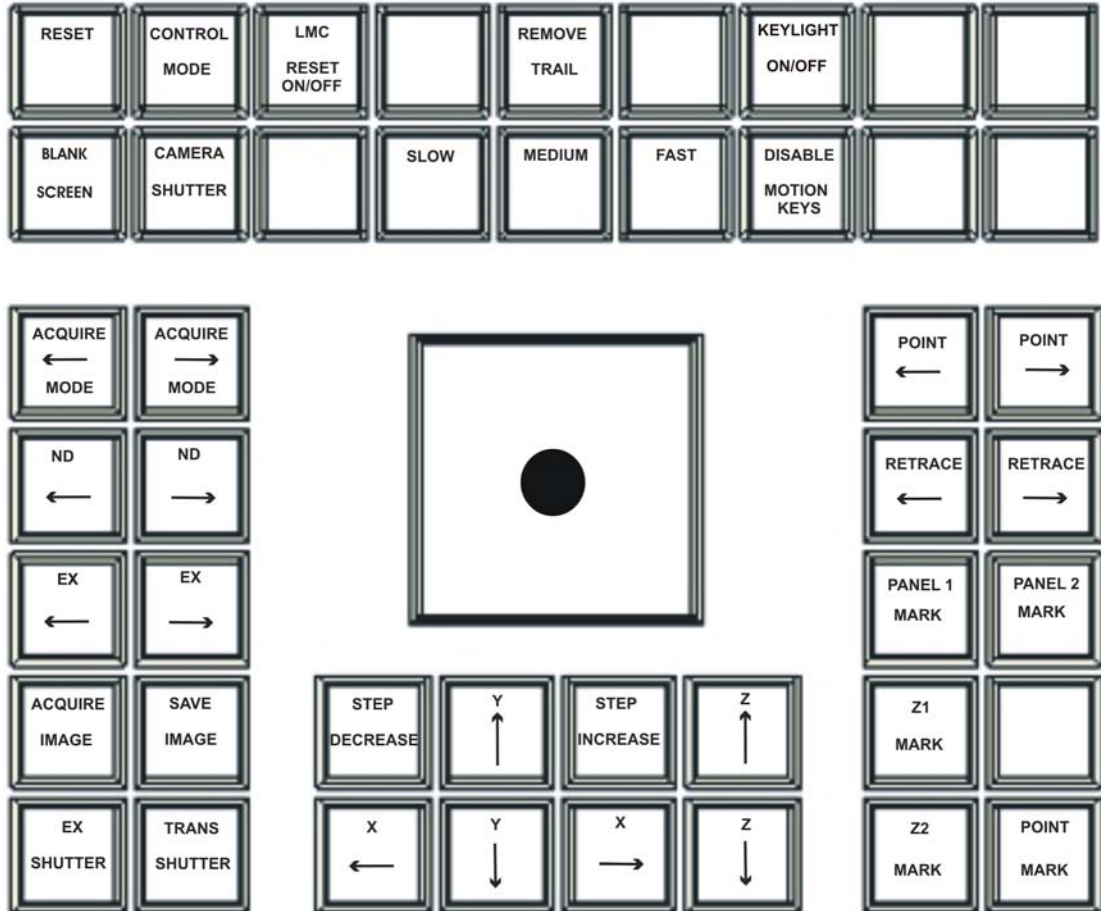 RESET
CONTROL
MODE
LMC
RESET
ON/OFF
REMOVE
TRAIL
KEYLIGHT
ON/OFF
BLANK
SCREEN
CAMERA
SHUTTER
SLOW
MEDIUM
FAST
DISABLE
MOTION
KEYS
ACQUIRE
←
MODE
ACQUIRE
→
MODE
ND
←
ND
→
EX
←
EX
→
ACQUIRE
IMAGE
SAVE
IMAGE
EX
SHUTTER
TRANS
SHUTTER
STEP
DECREASE
Y
↑
STEP
INCREASE
Z
↑
X
←
Y
↓
X
→
Z
↓
POINT
←
POINT
→
RETRACE
←
RETRACE
→
PANEL 1
MARK
PANEL 2
MARK
Z1
MARK
Z2
MARK
POINT
MARK